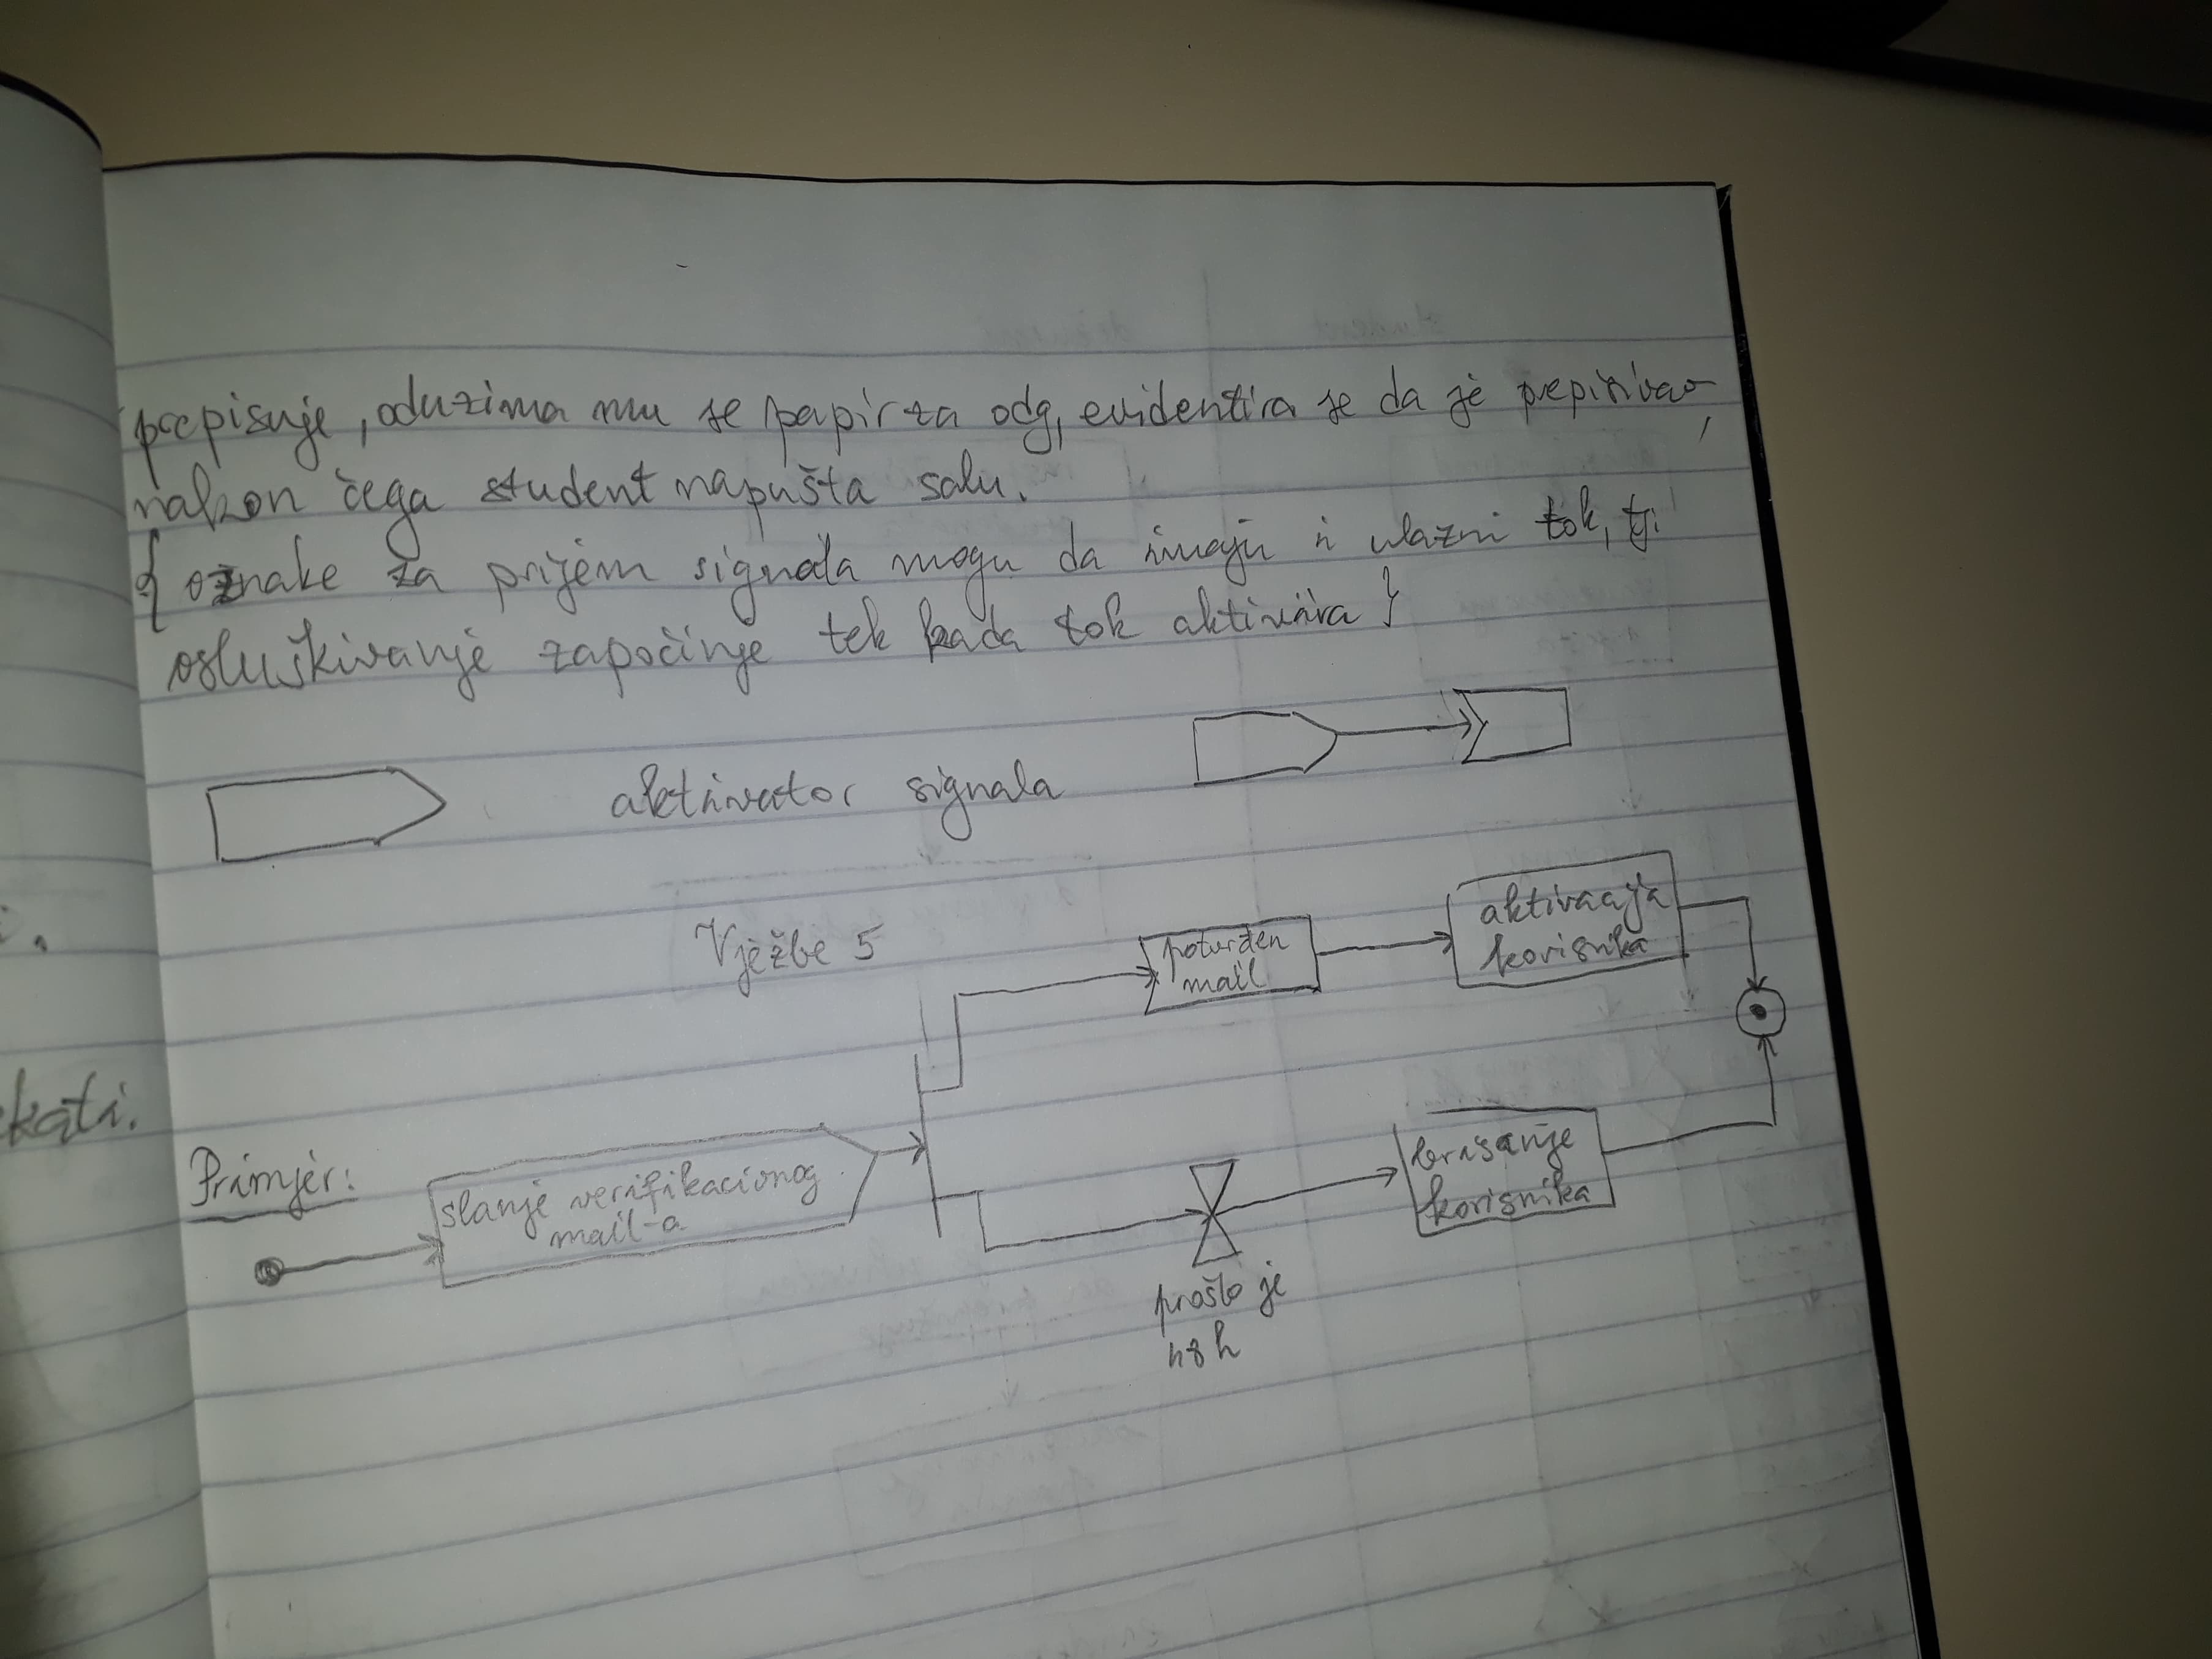 prepisuje, oduzima mu se papir za odg, evidentira se da je prepisivao,
nakon čega student napušta salu.
{ oznake za prijem signala mogu da imaju i ulazni tok, tj.
osluškivanje započinje tek kada tok aktivira }
aktivator signala
Vježbe 5
potvrđen
mail
aktivacija
korisnika
ekati.
Primjer:
slanje verifikacionog
mail-a
brisanje
korisnika
prošlo je
48h